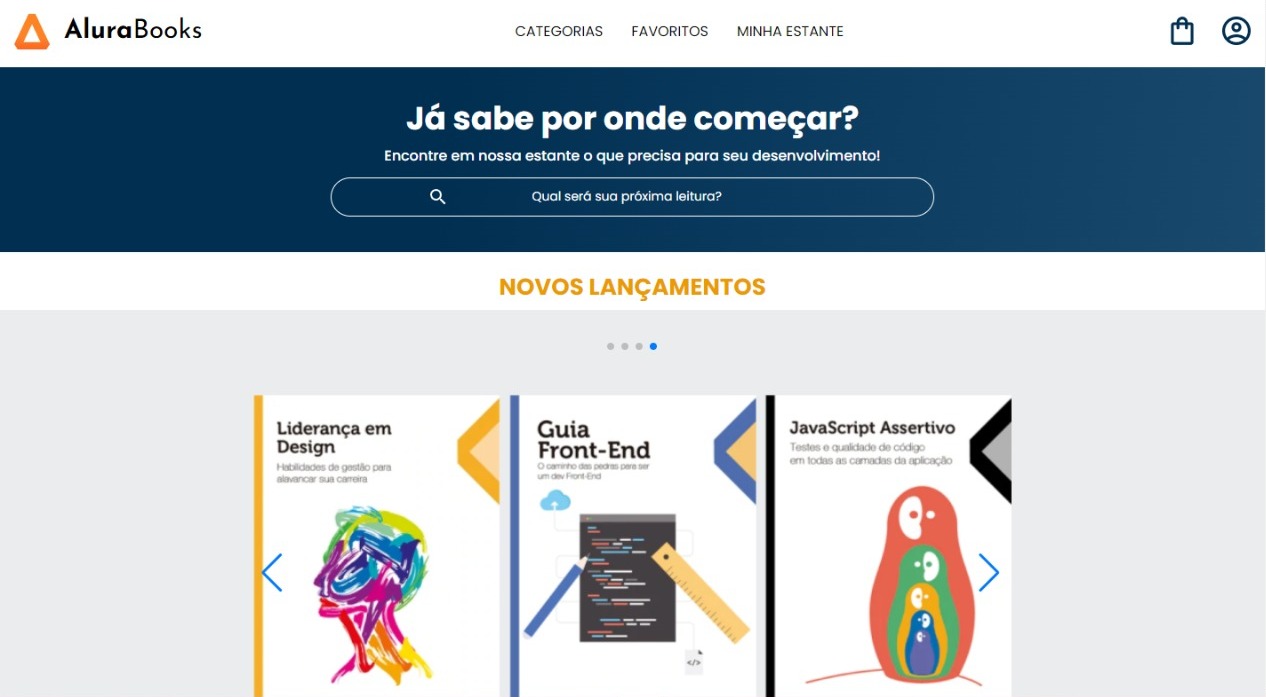 AluraBooks
CATEGORIAS
FAVORITOS
MINHA ESTANTE
Já sabe por onde começar?
Encontre em nossa estante o que precisa para seu desenvolvimento!
Qual será sua próxima leitura?
NOVOS LANÇAMENTOS
Liderança em
Design
Habilidades de gestão para
alavancar sua carreira
Guia
Front-End
O caminho das pedras para ser
um dev Front-End
</>
JavaScript Assertivo
Testes e qualidade de código
em todas as camadas da aplicação